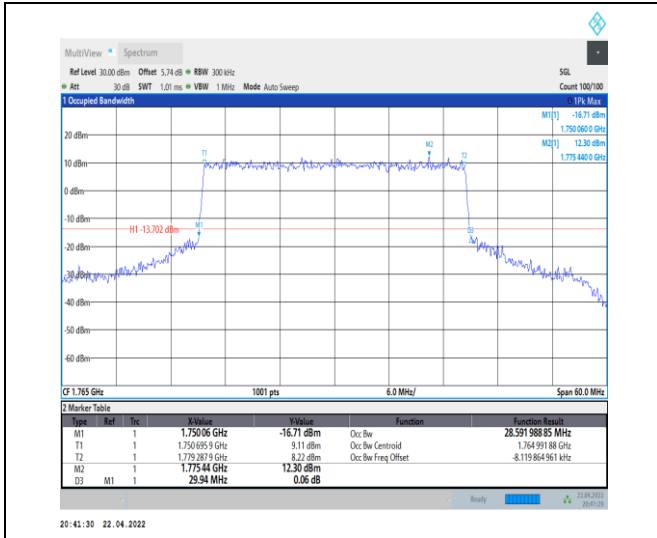 MultiView Spectrum
Ref Level 30.00 dBm Offset 5.74 dB RBW 300 kHz SGL
Att 30 dB SWT 1.01 ms VBW 1 MHz Mode Auto Sweep Count 100/100
1 Occupied Bandwidth 1Pk Max
M1[1] -16.71 dBm
1.750 060 0 GHz
M2[1] 12.30 dBm
1.775 440 0 GHz
20 dBm
T1 M2 T2
10 dBm
0 dBm
-10 dBm
H1 -13.702 dBm M1 D3
-20 dBm
-30 dBm
-40 dBm
-50 dBm
-60 dBm
CF 1.765 GHz 1001 pts 6.0 MHz/ Span 60.0 MHz
2 Marker Table
Type Ref Trc X-Value Y-Value Function Function Result
M1 1 1.75006 GHz -16.71 dBm Occ Bw 28.591 988 85 MHz
T1 1 1.750 695 9 GHz 9.11 dBm Occ Bw Centroid 1.764 991 88 GHz
T2 1 1.779 287 9 GHz 8.22 dBm Occ Bw Freq Offset -8.119 864 961 kHz
M2 1 1.77544 GHz 12.30 dBm
D3 M1 1 29.94 MHz 0.06 dB
Ready 22.04.2022
20:41:29
20:41:30 22.04.2022